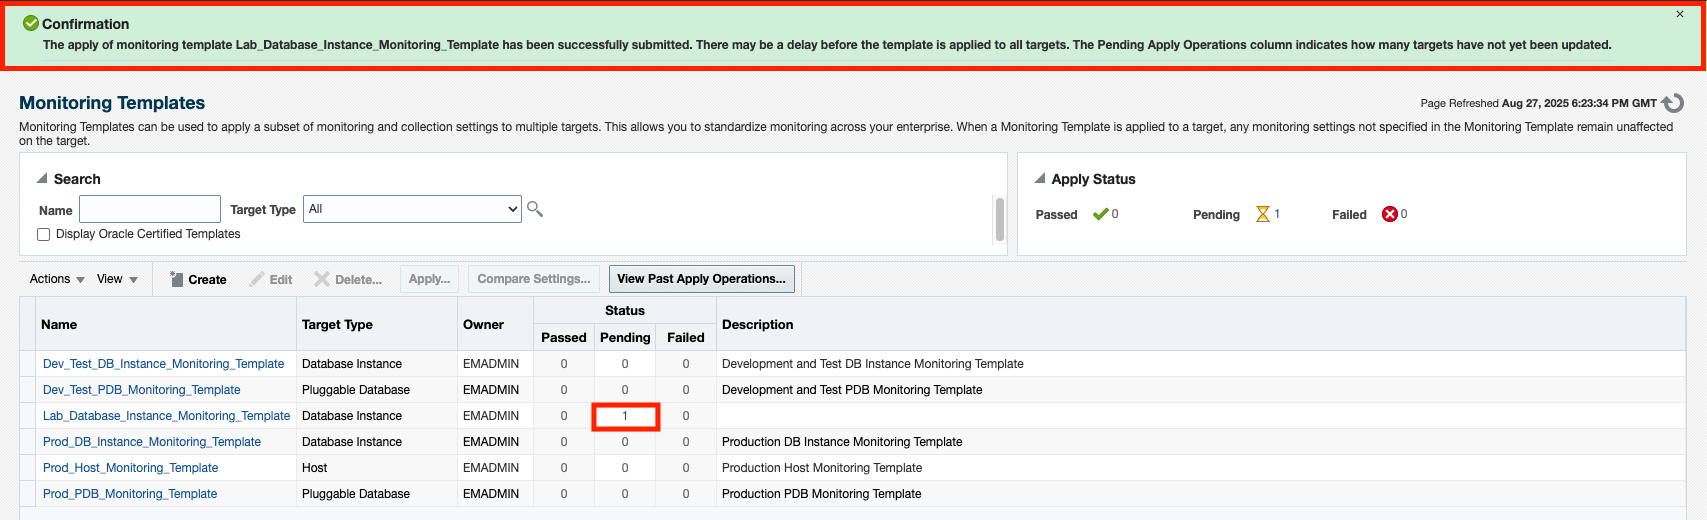 Confirmation
×
The apply of monitoring template Lab_Database_Instance_Monitoring_Template has been successfully submitted. There may be a delay before the template is applied to all targets. The Pending Apply Operations column indicates how many targets have not yet been updated.
Monitoring Templates
Page Refreshed Aug 27, 2025 6:23:34 PM GMT
Monitoring Templates can be used to apply a subset of monitoring and collection settings to multiple targets. This allows you to standardize monitoring across your enterprise. When a Monitoring Template is applied to a target, any monitoring settings not specified in the Monitoring Template remain unaffected
on the target.
Search
Name Target Type All
Display Oracle Certified Templates
Apply Status
Passed 0 Pending 1 Failed 0
Actions View Create Edit Delete... Apply... Compare Settings... View Past Apply Operations...
Name Target Type Owner Status Description
Passed Pending Failed
Dev_Test_DB_Instance_Monitoring_Template Database Instance EMADMIN 0 0 0 Development and Test DB Instance Monitoring Template
Dev_Test_PDB_Monitoring_Template Pluggable Database EMADMIN 0 0 0 Development and Test PDB Monitoring Template
Lab_Database_Instance_Monitoring_Template Database Instance EMADMIN 0 1 0
Prod_DB_Instance_Monitoring_Template Database Instance EMADMIN 0 0 0 Production DB Instance Monitoring Template
Prod_Host_Monitoring_Template Host EMADMIN 0 0 0 Production Host Monitoring Template
Prod_PDB_Monitoring_Template Pluggable Database EMADMIN 0 0 0 Production PDB Monitoring Template